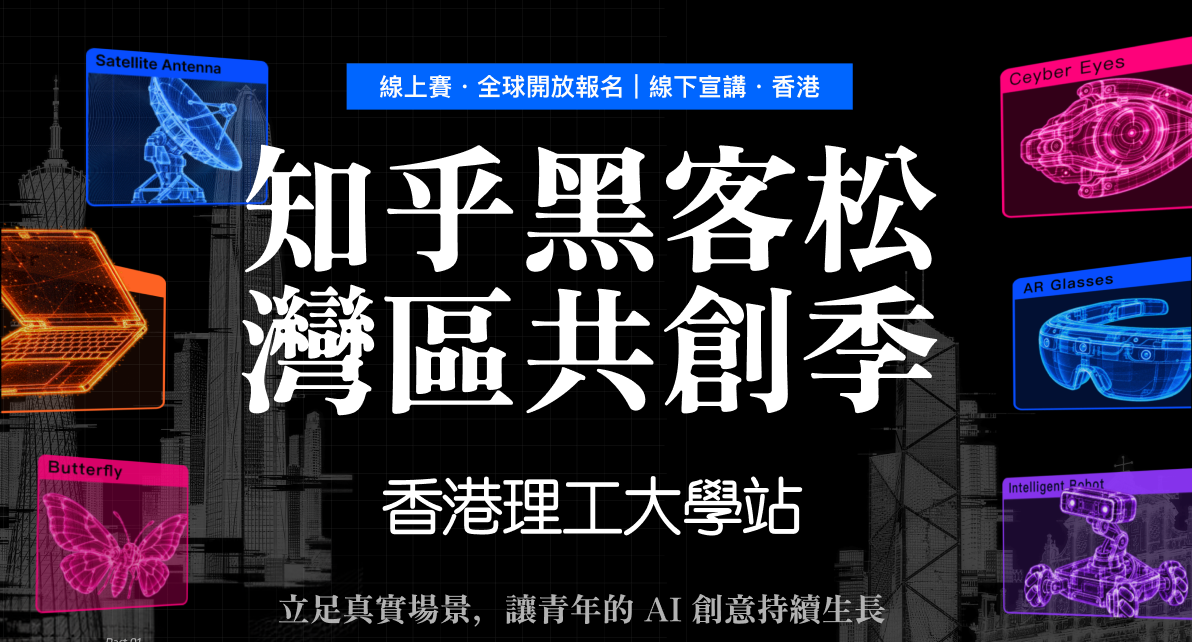 Satellite Antenna
線上賽 · 全球開放報名｜線下宣講 · 香港
Ceyber Eyes
知乎黑客松
灣區共創季
AR Glasses
Butterfly
香港理工大學站
Intelligent Robot
立足真實場景，讓青年的 AI 創意持續生長